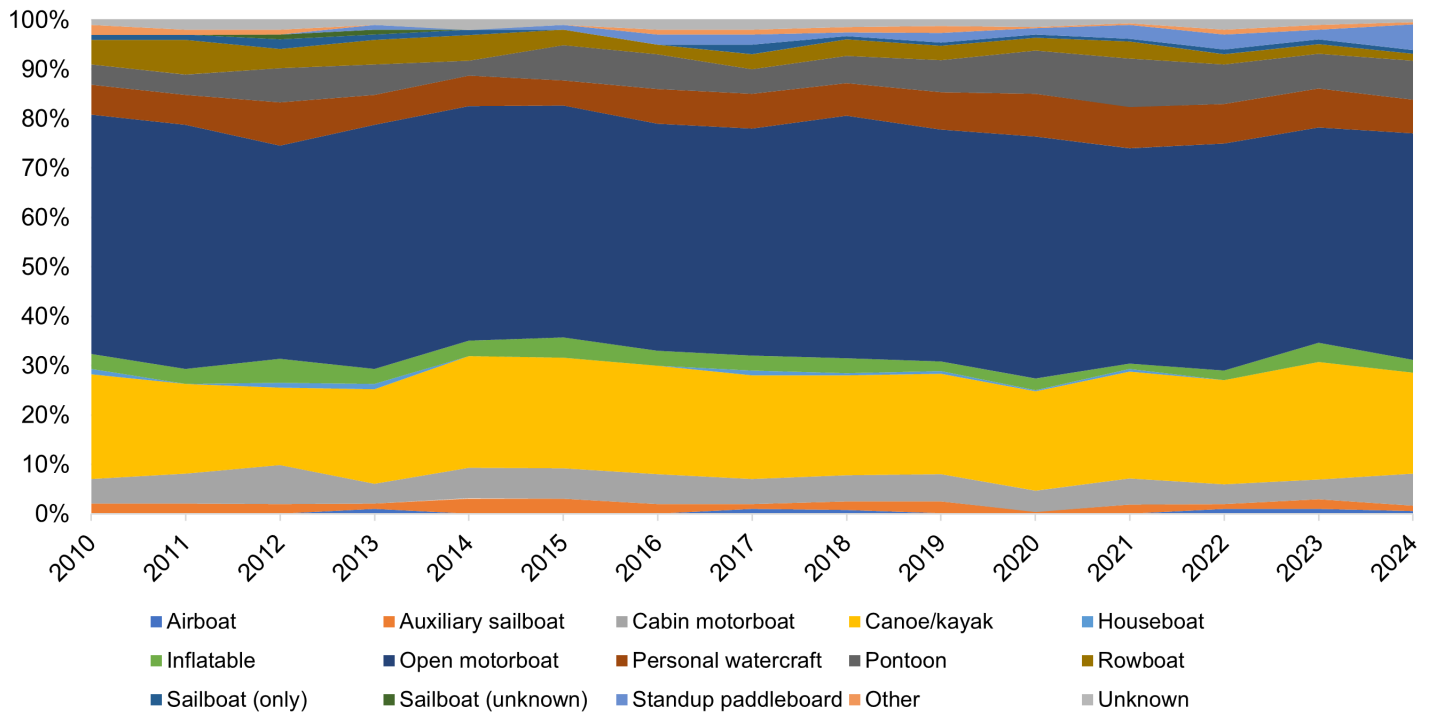 100%
90%
80%
70%
60%
50%
40%
30%
20%
10%
0%
2010 2011 2012 2013 2014 2015 2016 2017 2018 2019 2020 2021 2022 2023 2024
Airboat Auxiliary sailboat Cabin motorboat Canoe/kayak Houseboat
Inflatable Open motorboat Personal watercraft Pontoon Rowboat
Sailboat (only) Sailboat (unknown) Standup paddleboard Other Unknown